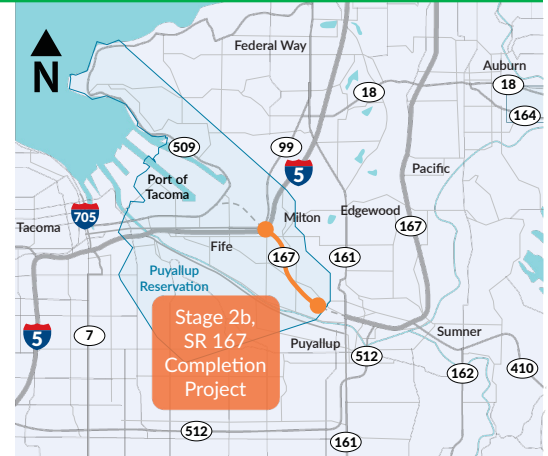 Federal Way
N
Auburn
18
18
164
509
99
5
Port of
Tacoma
Pacific
705
Milton
Edgewood
167
Tacoma
Fife
167
161
Puyallup
Reservation
Stage 2b,
SR 167
Completion
Project
5
7
Puyallup
Sumner
512
162
410
512
161